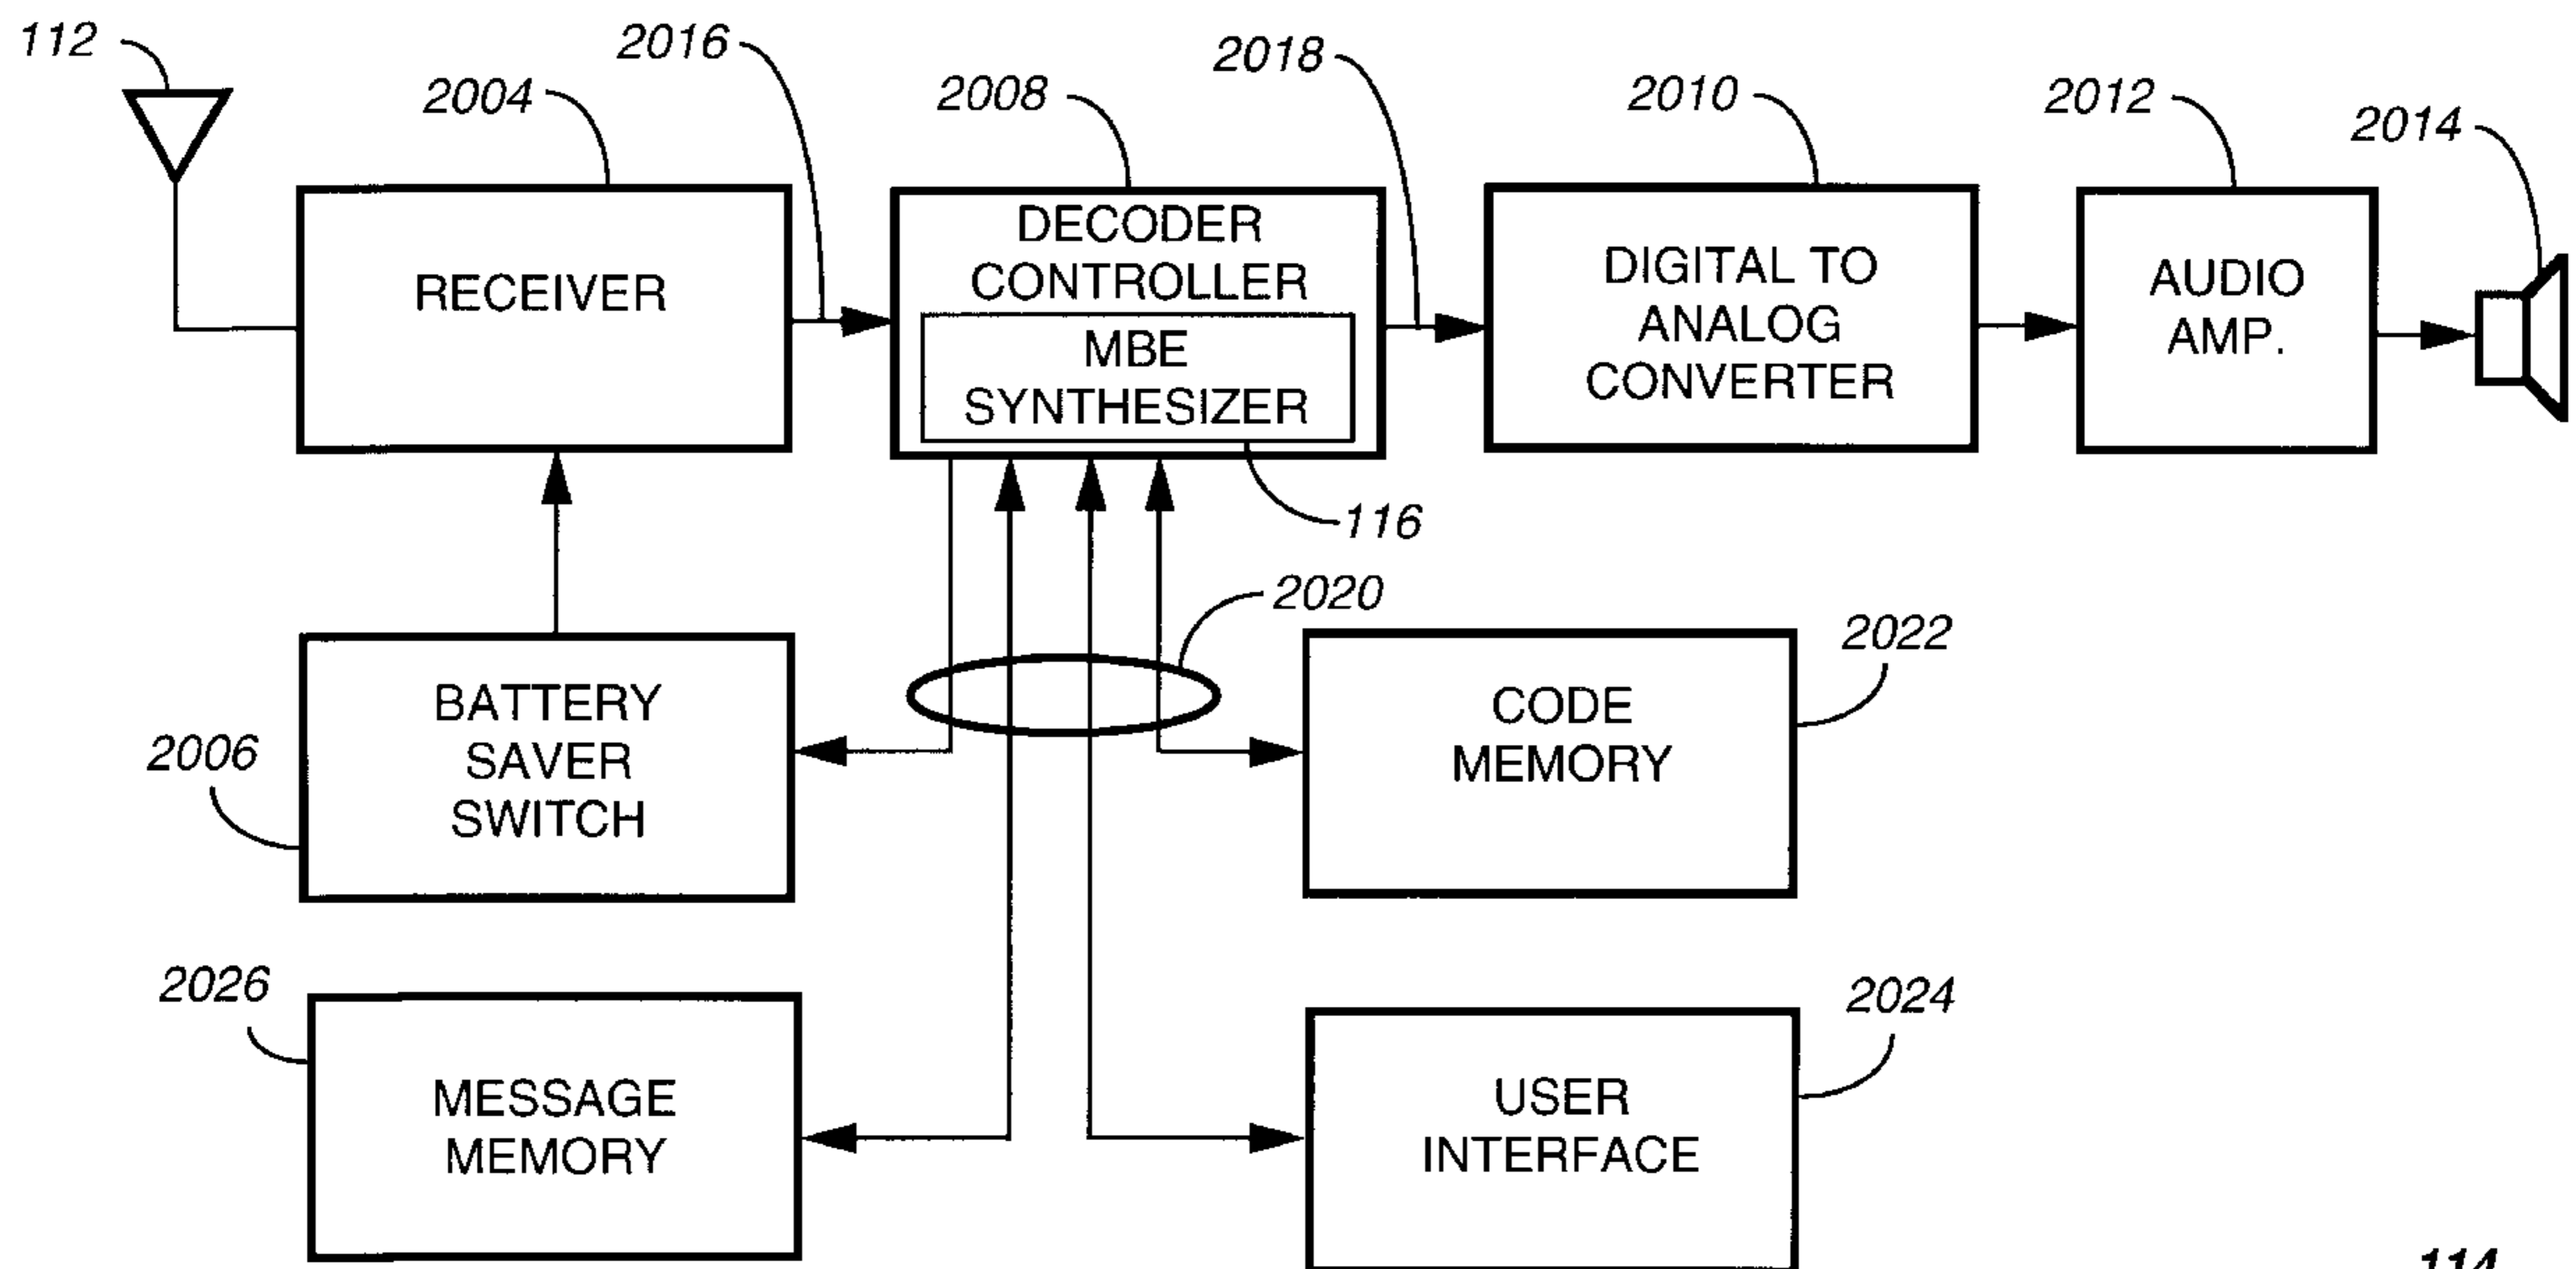 112
2016
2004
2008
2018
2010
2012
2014
RECEIVER
DECODER
CONTROLLER
MBE
SYNTHESIZER
DIGITAL TO
ANALOG
CONVERTER
AUDIO
AMP.
116
2020
2006
BATTERY
SAVER
SWITCH
CODE
MEMORY
2022
2026
MESSAGE
MEMORY
USER
INTERFACE
2024
114